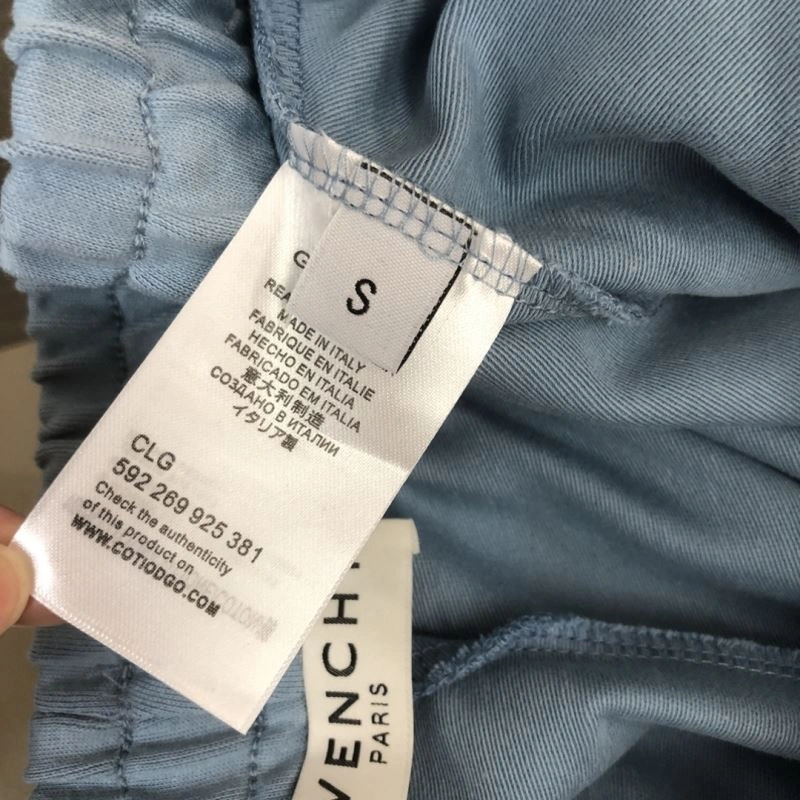 S
MADE IN ITALY
FABRIQUE EN ITALIE
HECHO EN ITALIA
FABRICADO EM ITALIA
意大利制造
СОЗДАНО В ИТАЛИИ
イタリア製
CLG
592 269 925 381
Check the authenticity
of this product on
WWW.COTIODGO.COM
VENCHY
PARIS